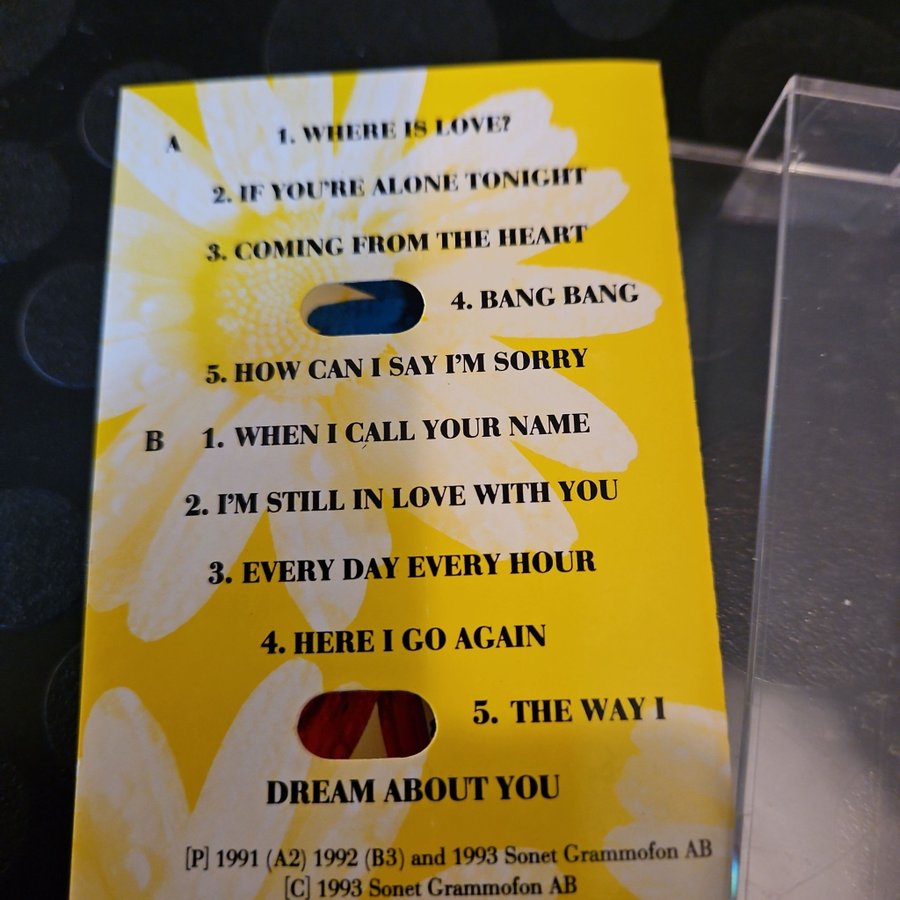 A 1. WHERE IS LOVE?
2. IF YOU'RE ALONE TONIGHT
3. COMING FROM THE HEART
4. BANG BANG
5. HOW CAN I SAY I'M SORRY
B 1. WHEN I CALL YOUR NAME
2. I'M STILL IN LOVE WITH YOU
3. EVERY DAY EVERY HOUR
4. HERE I GO AGAIN
5. THE WAY I
DREAM ABOUT YOU
[P] 1991 (A2) 1992 (B3) and 1993 Sonet Grammofon AB
[C] 1993 Sonet Grammofon AB